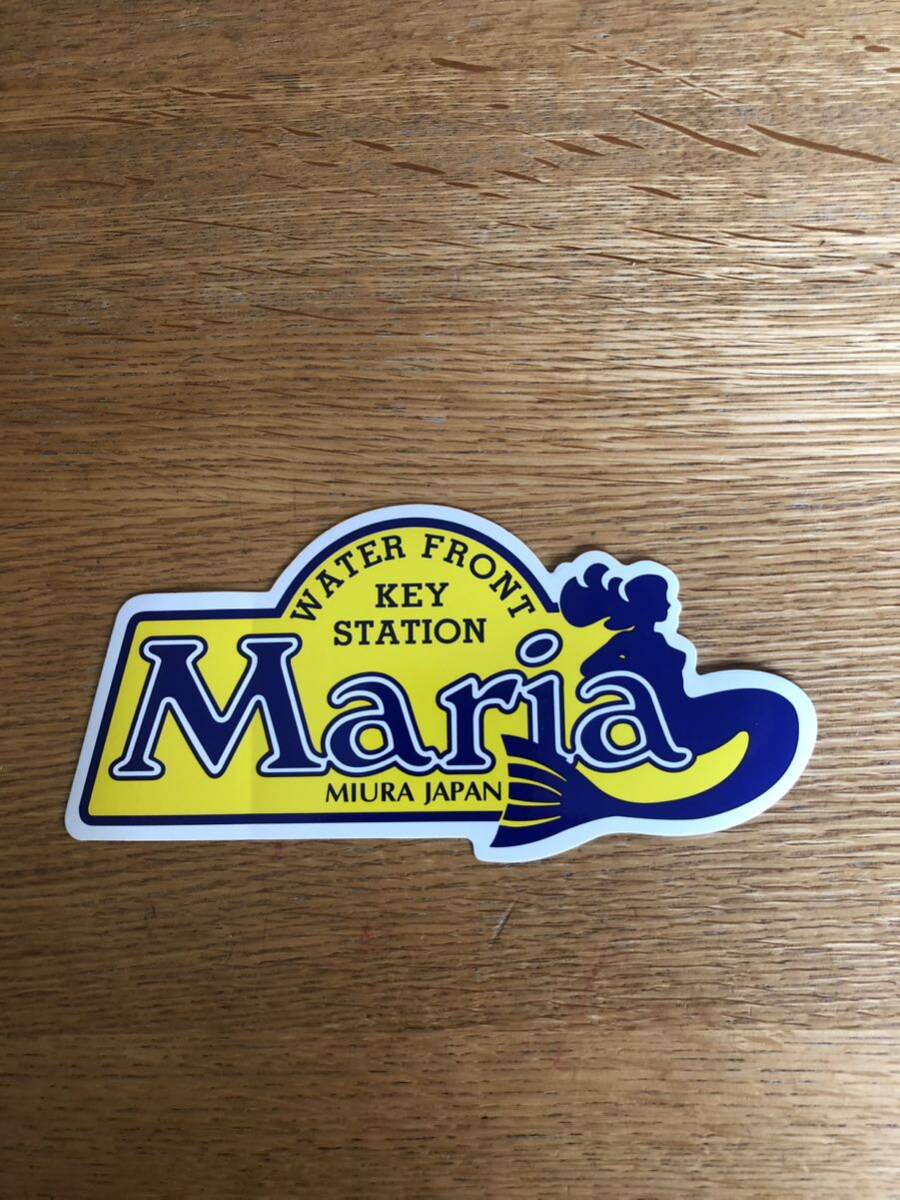 WATER FRONT
KEY
STATION
Maria
MIURA JAPAN